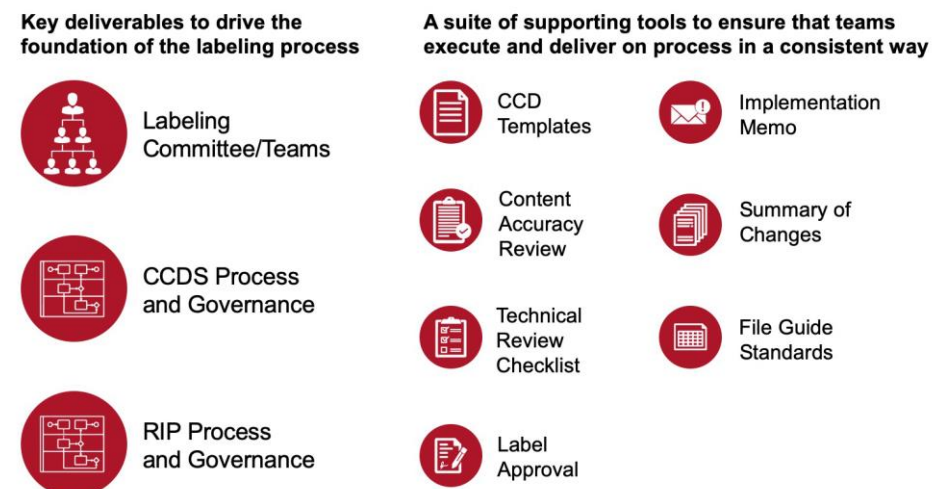 Key deliverables to drive the
foundation of the labeling process
Labeling
Committee/Teams
CCDS Process
and Governance
RIP Process
and Governance
A suite of supporting tools to ensure that teams
execute and deliver on process in a consistent way
CCD
Templates
Content
Accuracy
Review
Technical
Review
Checklist
Label
Approval
Implementation
Memo
Summary of
Changes
File Guide
Standards